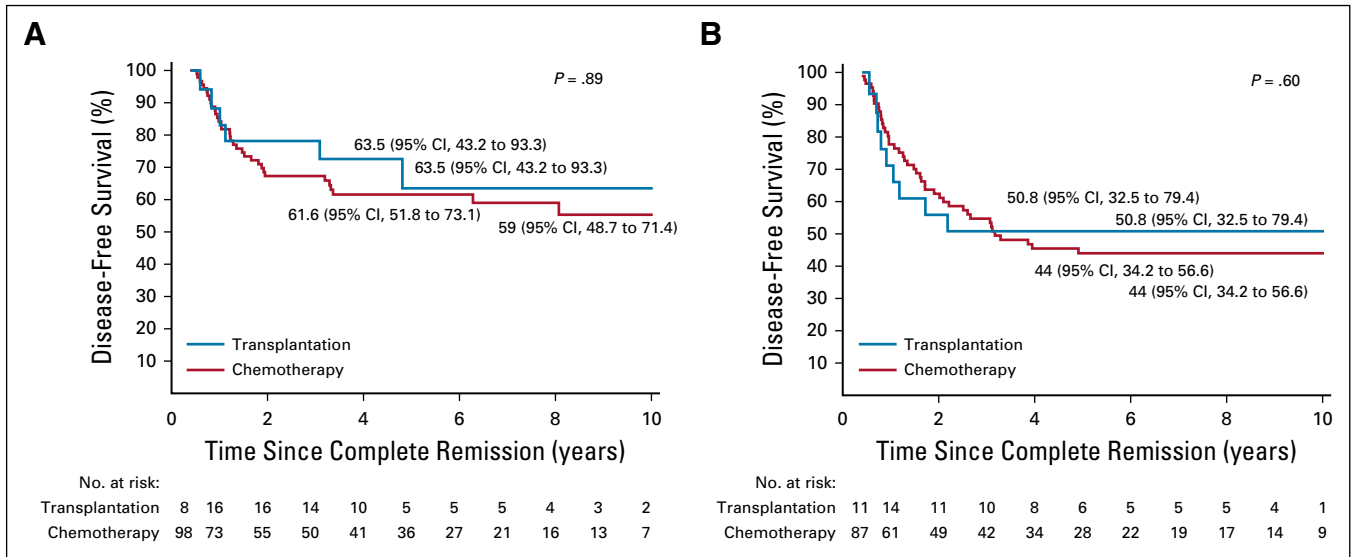 A
Disease-Free Survival (%)
100
90
80
70
60
50
40
30
20
10
P = .89
63.5 (95% CI, 43.2 to 93.3)
63.5 (95% CI, 43.2 to 93.3)
61.6 (95% CI, 51.8 to 73.1)
59 (95% CI, 48.7 to 71.4)
Transplantation
Chemotherapy
0 2 4 6 8 10
Time Since Complete Remission (years)
No. at risk:
Transplantation 8 16 16 14 10 5 5 5 4 3 2
Chemotherapy 98 73 55 50 41 36 27 21 16 13 7
B
Disease-Free Survival (%)
100
90
80
70
60
50
40
30
20
10
P = .60
50.8 (95% CI, 32.5 to 79.4)
50.8 (95% CI, 32.5 to 79.4)
44 (95% CI, 34.2 to 56.6)
44 (95% CI, 34.2 to 56.6)
Transplantation
Chemotherapy
0 2 4 6 8 10
Time Since Complete Remission (years)
No. at risk:
Transplantation 11 14 11 10 8 6 5 5 5 4 1
Chemotherapy 87 61 49 42 34 28 22 19 17 14 9